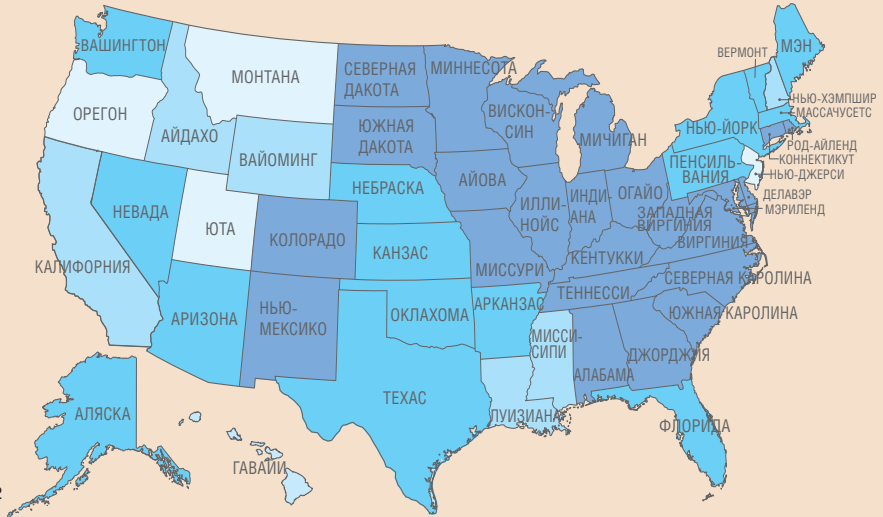 ВАШИНГТОН
МОНТАНА
ОРЕГОН
АЙДАХО
ВАЙОМИНГ
СЕВЕРНАЯ
ДАКОТА
ЮЖНАЯ
ДАКОТА
МИННЕСОТА
ВИСКОН-
СИН
МИЧИГАН
ВЕРМОНТ
МЭН
НЬЮ-ХЭМПШИР
МАССАЧУСЕТС
НЬЮ-ЙОРК
РОД-АЙЛЕНД
КОННЕКТИКУТ
НЬЮ-ДЖЕРСИ
ПЕНСИЛЬ-
ВАНИЯ
ДЕЛАВЭР
МЭРИЛЕНД
НЕБРАСКА
АЙОВА
ИЛЛИ-
НОЙС
ИНДИ-
АНА
ОГАЙО
ЗАПАДНАЯ
ВИРГИНИЯ
ВИРГИНИЯ
НЕВАДА
ЮТА
КОЛОРАДО
КАНЗАС
МИССУРИ
КЕНТУККИ
КАЛИФОРНИЯ
ТЕННЕССИ
СЕВЕРНАЯ КАРОЛИНА
ЮЖНАЯ КАРОЛИНА
АРИЗОНА
НЬЮ-
МЕКСИКО
ОКЛАХОМА
АРКАНЗАС
МИССИ-
СИПИ
АЛАБАМА
ДЖОРДЖИЯ
ТЕХАС
ЛУИЗИАНА
ФЛОРИДА
АЛЯСКА
ГАВАЙИ
2